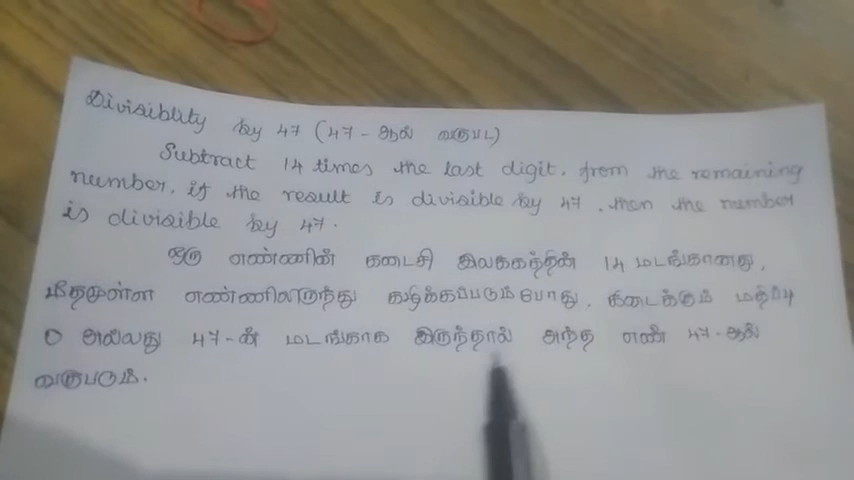 Divisiblity by 47 (47 - ஆல் வகுபட)
Subtract 14 times the last digit. from the remaining
number. if the result is divisible by 47. then the number
is divisible by 47.
ஒரு எண்ணின் கடைசி இலக்கத்தின் 14 மடங்கானது,
மீதமுள்ள எண்ணிலிருந்து கழிக்கப்படும் போது. கிடைக்கும் மதிப்பு
0 அல்லது 47-ன் மடங்காக இருந்தால் அந்த எண் 47-ஆல்
வகுபடும்.